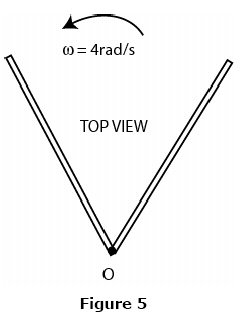 ω = 4rad/s
TOP VIEW
O
Figure 5